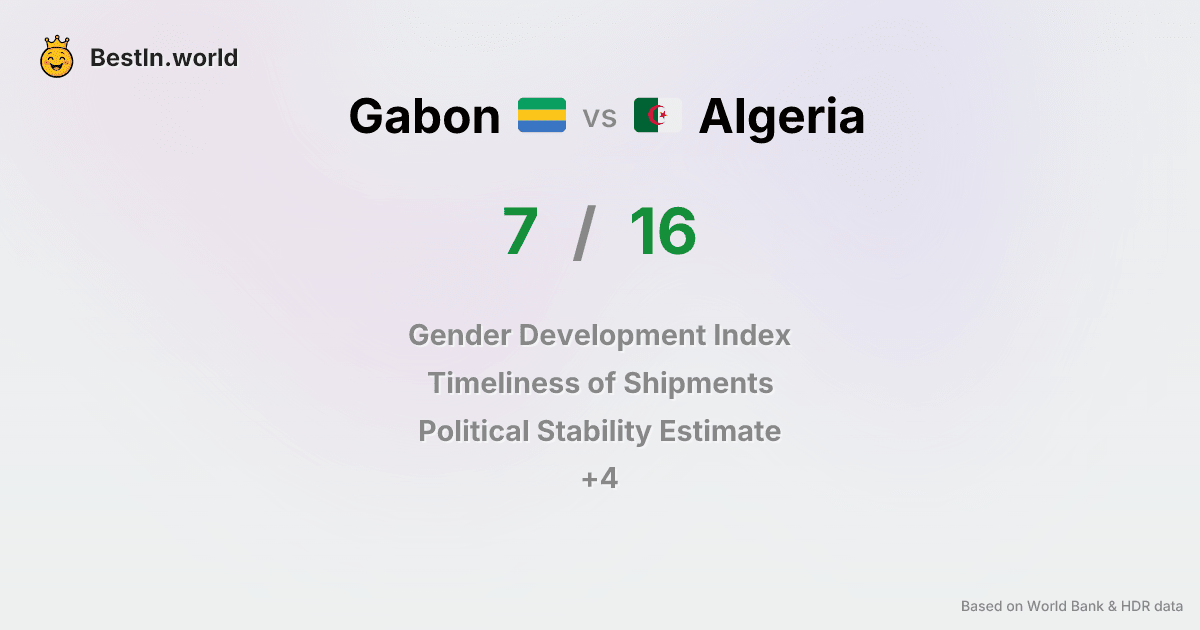 BestIn.world
Gabon vs Algeria
7 / 16
Gender Development Index
Timeliness of Shipments
Political Stability Estimate
+4
Based on World Bank & HDR data